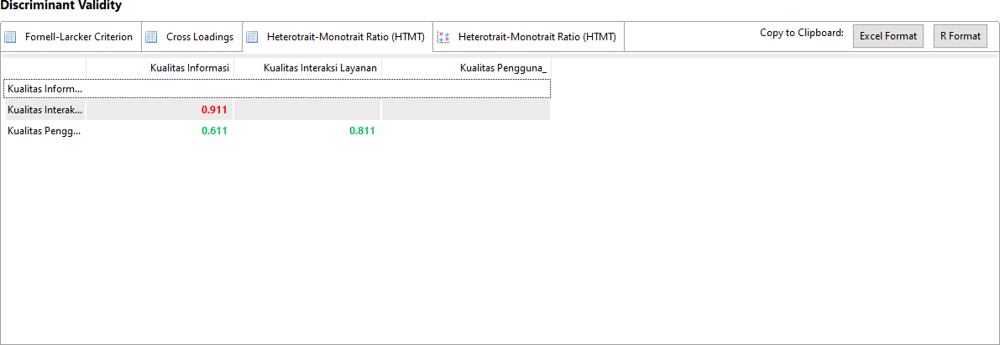 Discriminant Validity
Fornell-Larcker Criterion Cross Loadings Heterotrait-Monotrait Ratio (HTMT) Heterotrait-Monotrait Ratio (HTMT) Copy to Clipboard: Excel Format R Format
Kualitas Informasi Kualitas Interaksi Layanan Kualitas Pengguna_
Kualitas Inform...
Kualitas Interak... 0.911
Kualitas Pengg... 0.611 0.811